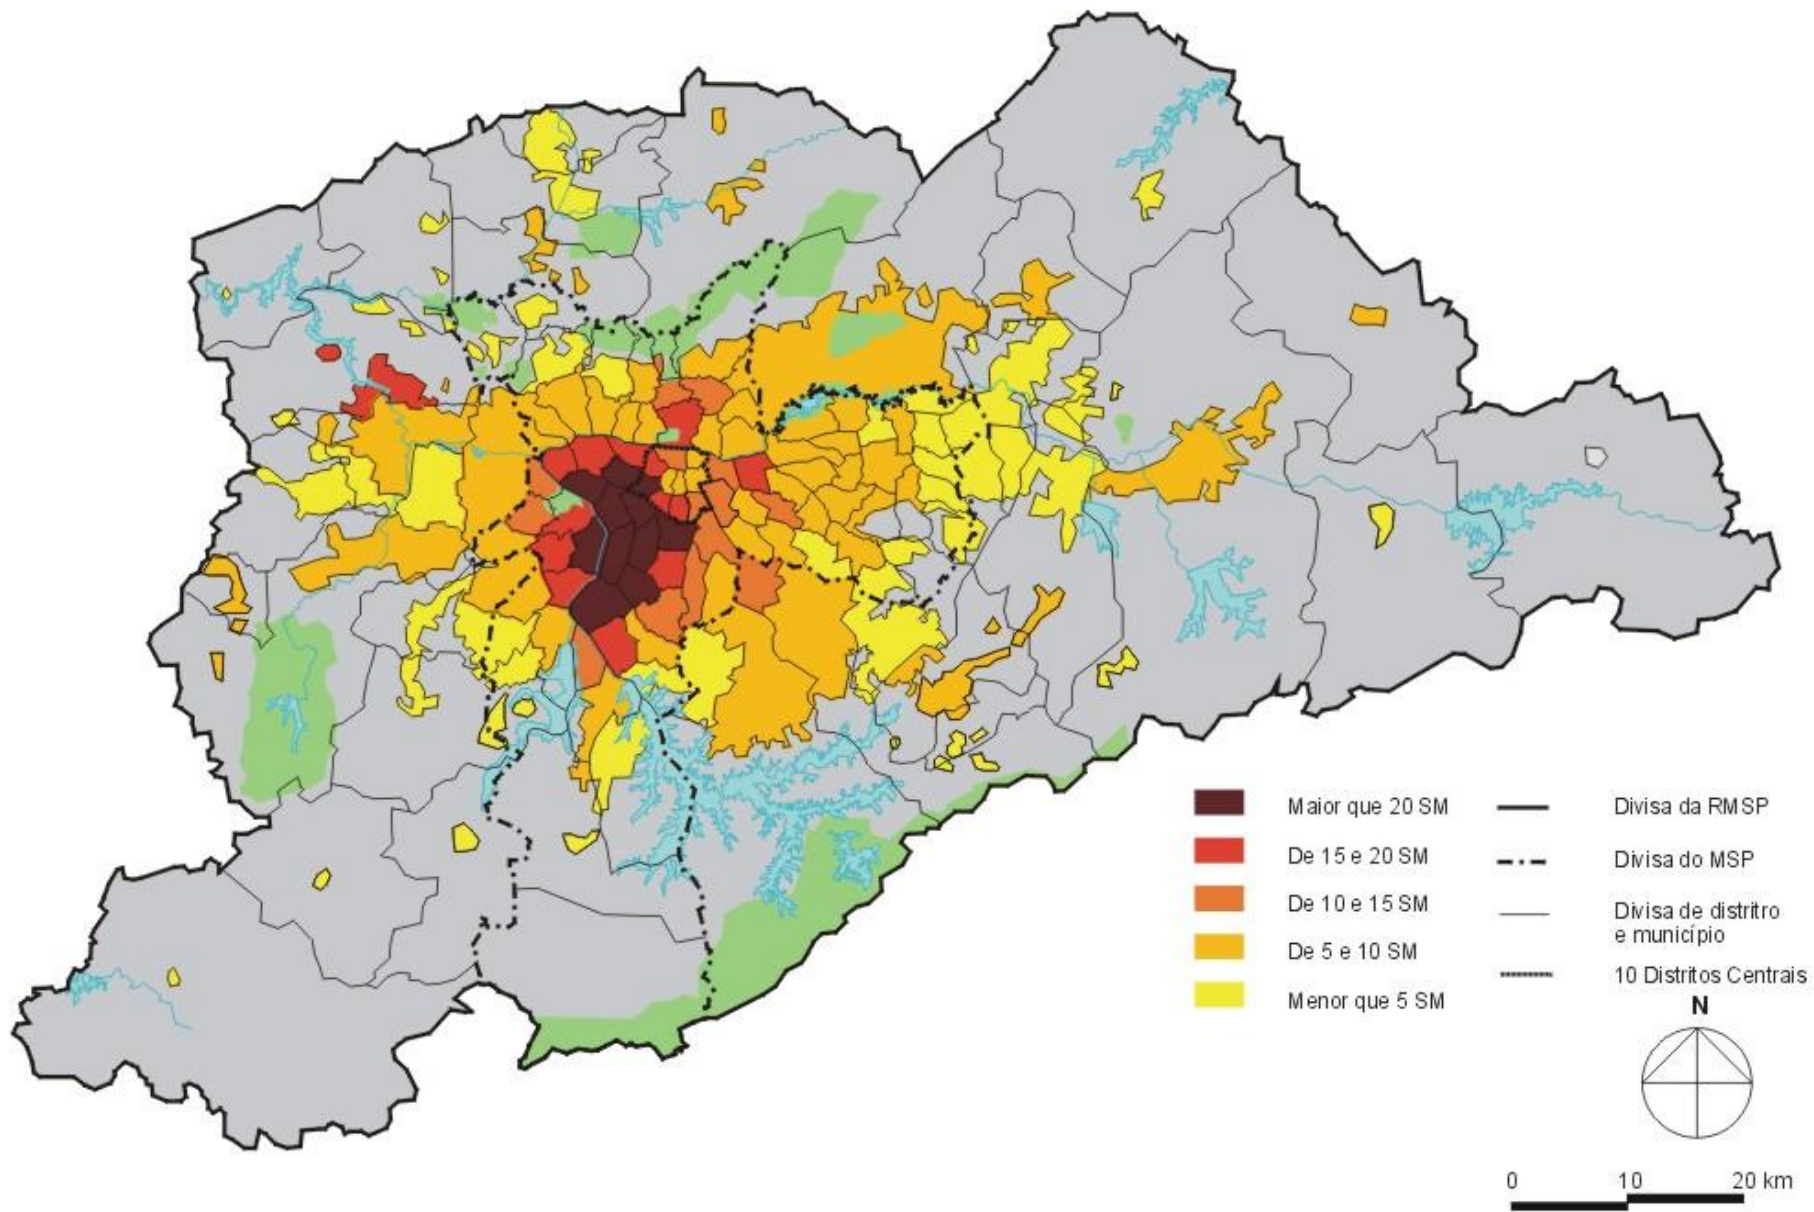 Maior que 20 SM
De 15 e 20 SM
De 10 e 15 SM
De 5 e 10 SM
Menor que 5 SM
Divisa da RMSP
Divisa do MSP
Divisa de distritro
e município
10 Distritos Centrais
N
0 10 20 km